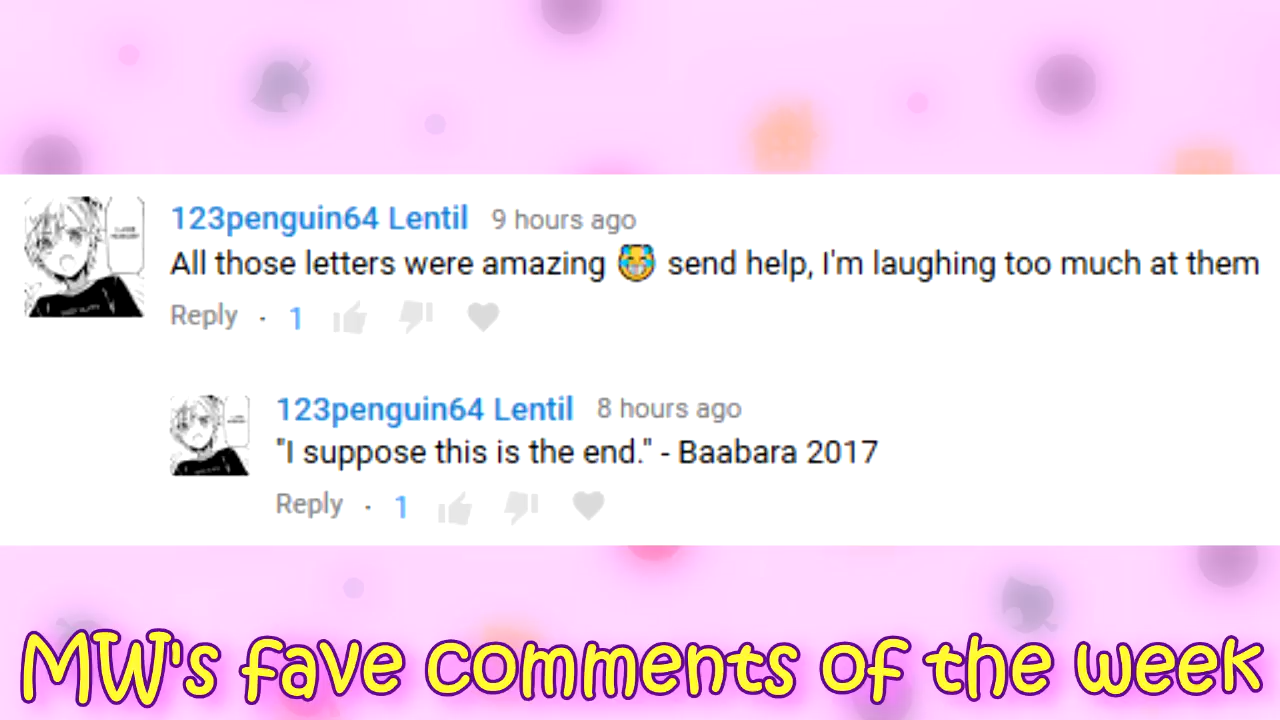 123penguin64 Lentil 9 hours ago
All those letters were amazing 😹 send help, I'm laughing too much at them
Reply · 1
123penguin64 Lentil 8 hours ago
"I suppose this is the end." - Baabara 2017
Reply · 1
MW's fave comments of the week